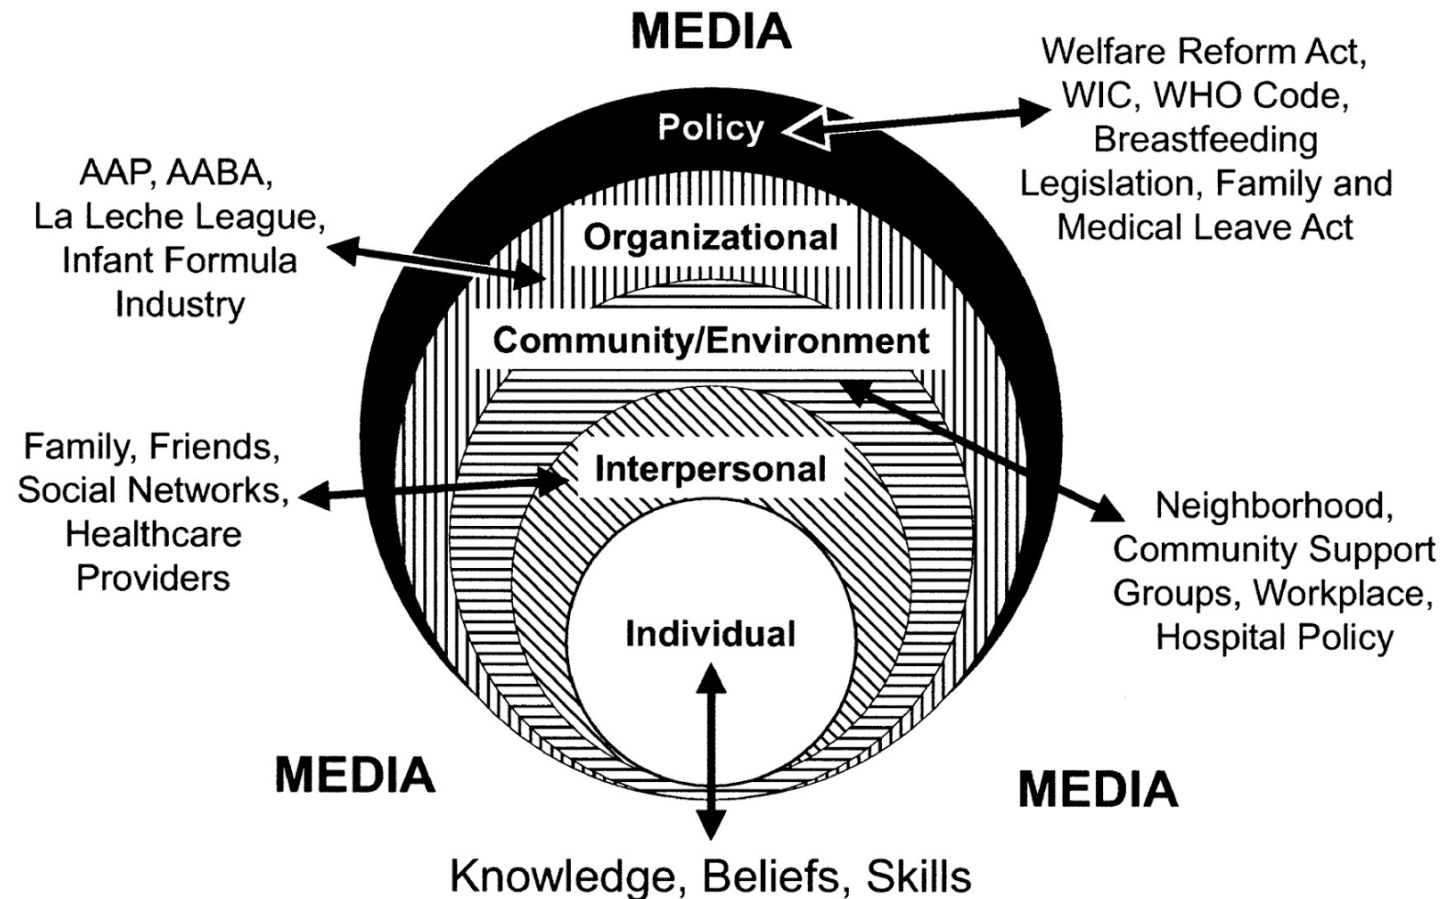 MEDIA
Policy
Welfare Reform Act,
WIC, WHO Code,
Breastfeeding
Legislation, Family and
Medical Leave Act
AAP, AABA,
La Leche League,
Infant Formula
Industry
Organizational
Community/Environment
Family, Friends,
Social Networks,
Healthcare
Providers
Interpersonal
Neighborhood,
Community Support
Groups, Workplace,
Hospital Policy
Individual
MEDIA
MEDIA
Knowledge, Beliefs, Skills